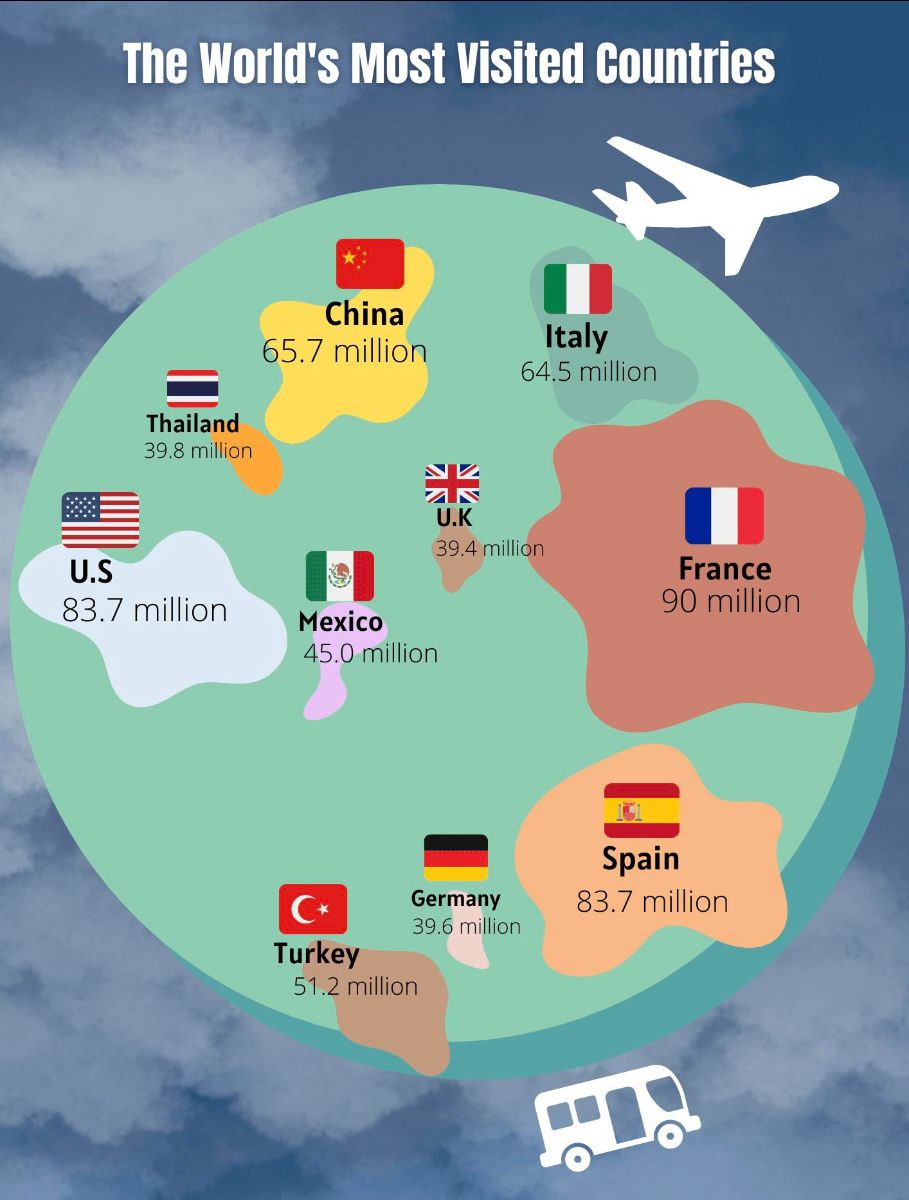 The World's Most Visited Countries
China
65.7 million
Italy
64.5 million
Thailand
39.8 million
U.K
39.4 million
U.S
83.7 million
France
90 million
Mexico
45.0 million
Spain
83.7 million
Germany
39.6 million
Turkey
51.2 million